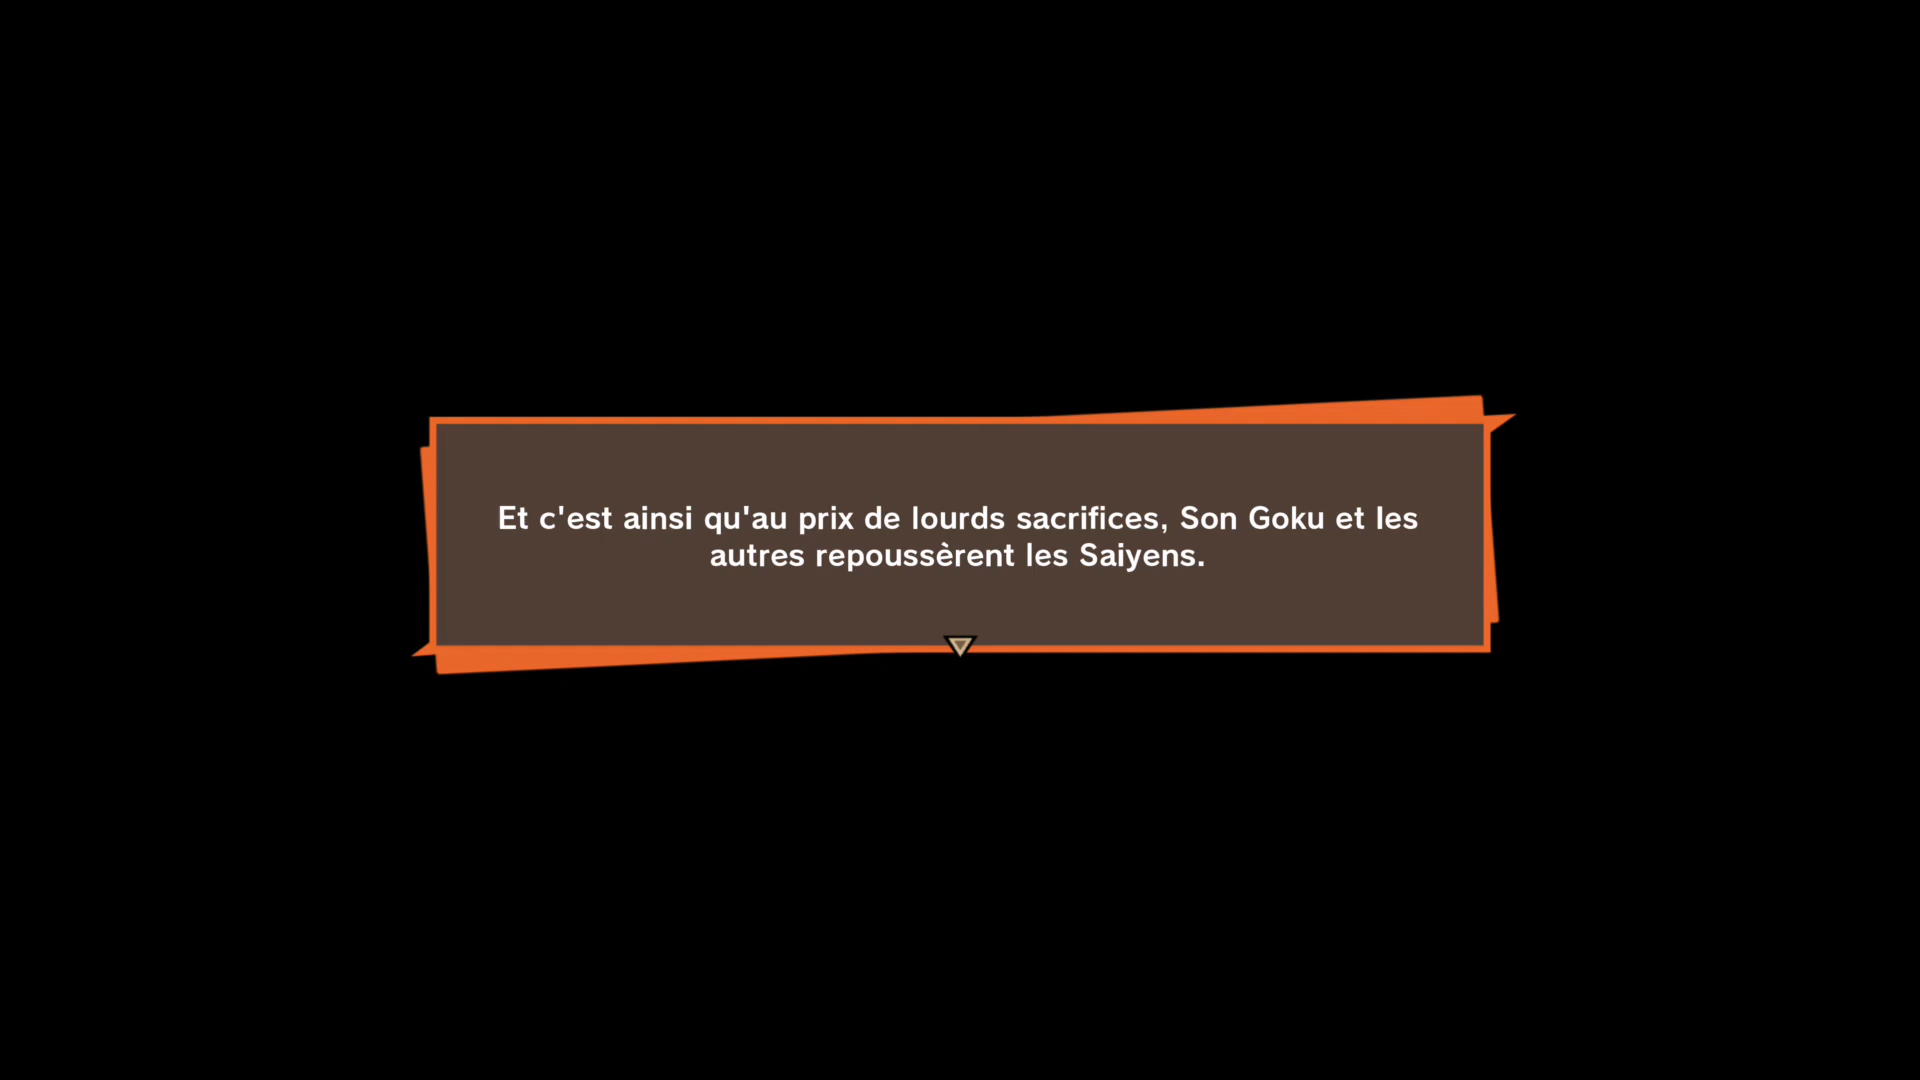 Et c'est ainsi qu'au prix de lourds sacrifices, Son Goku et les
autres repoussèrent les Saiyens.